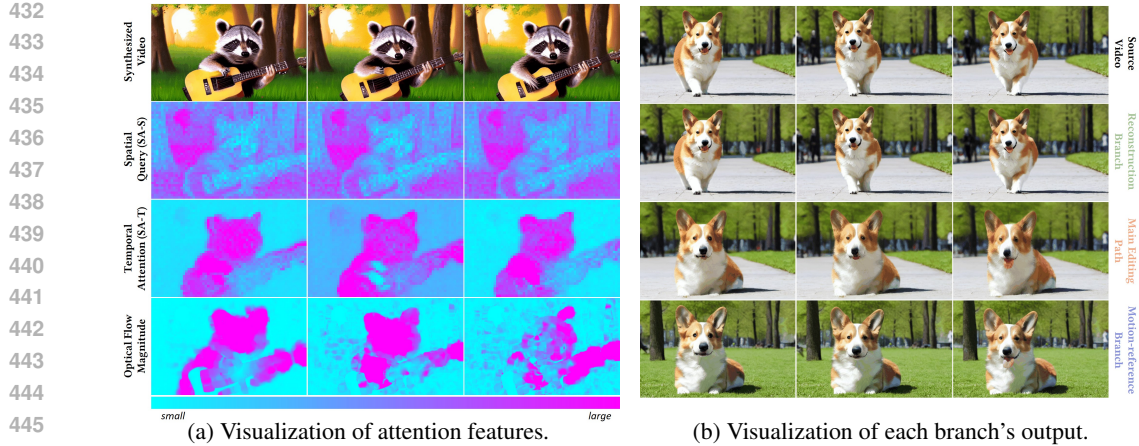 432
433
434
435
436
437
438
439
440
441
442
443
444
445
Synthesized
Video
Spatial
Query (SA-S)
Temporal
Attention (SA-T)
Optical Flow
Magnitude
small
large
(a) Visualization of attention features.
Source
Video
Reconstruction
Branch
Main Editing
Path
Motion-reference
Branch
(b) Visualization of each branch's output.